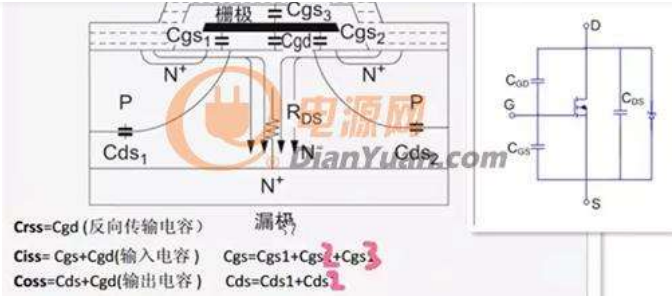 栅极
Cgs3
Cgs1
Cgd
Cgs2
N+
N+
P
RDS
P
Cds1
N
Cds2
N+
漏极
电源网
DianYuan.com
D
CGD
G
CDS
CGS
S
Crss=Cgd (反向传输电容)
Ciss= Cgs+Cgd(输入电容) Cgs=Cgs1+Cgs2+Cgs3
Coss=Cds+Cgd(输出电容) Cds=Cds1+Cds2